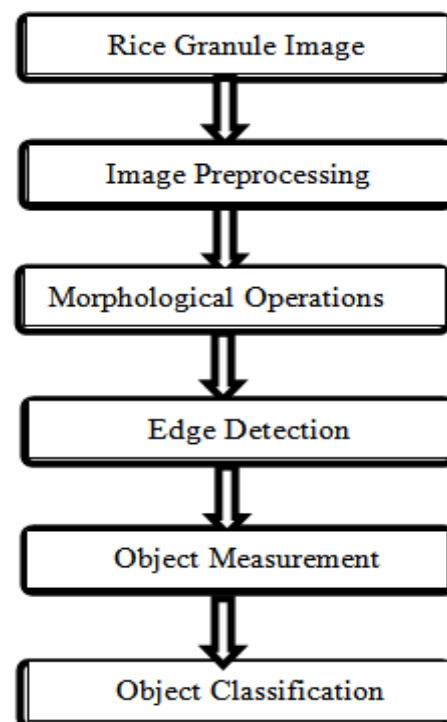 Rice Granule Image
Image Preprocessing
Morphological Operations
Edge Detection
Object Measurement
Object Classification